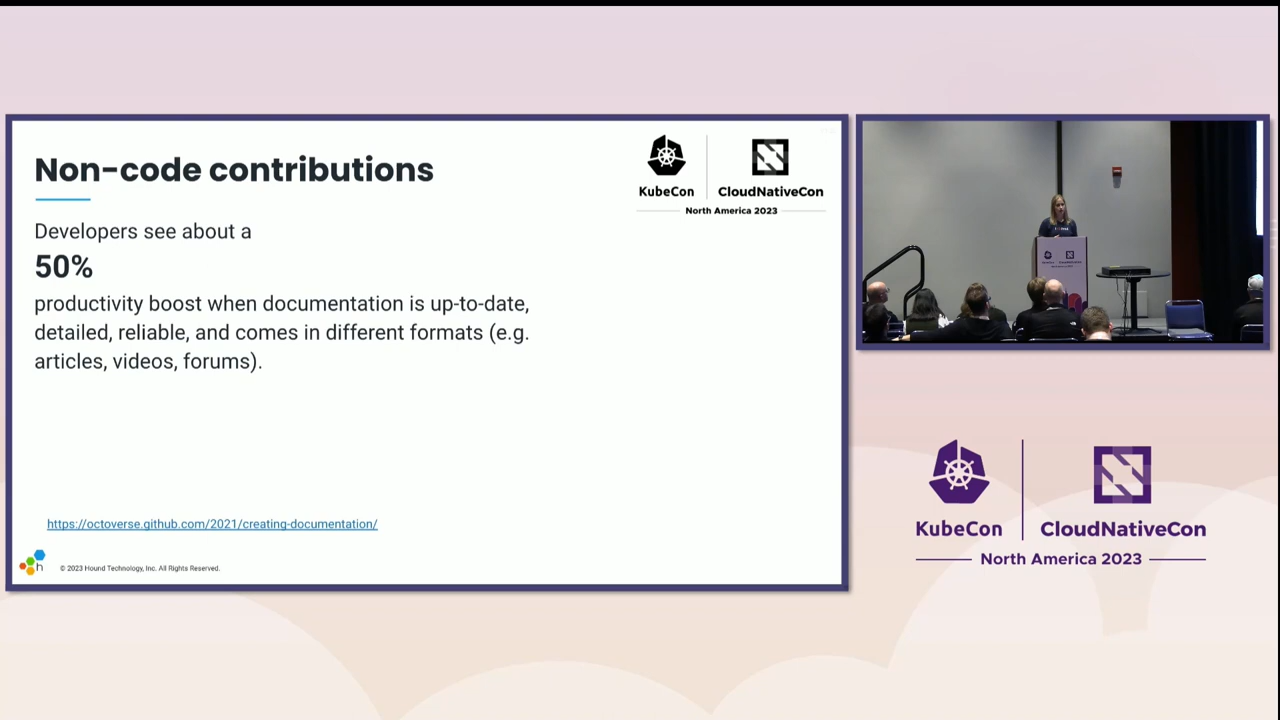 Non-code contributions
KubeCon
CloudNativeCon
North America 2023
Developers see about a
50%
productivity boost when documentation is up-to-date,
detailed, reliable, and comes in different formats (e.g.
articles, videos, forums).
https://octoverse.github.com/2021/creating-documentation/
h
© 2023 Hound Technology, Inc. All Rights Reserved.
KubeCon
CloudNativeCon
North America 2023